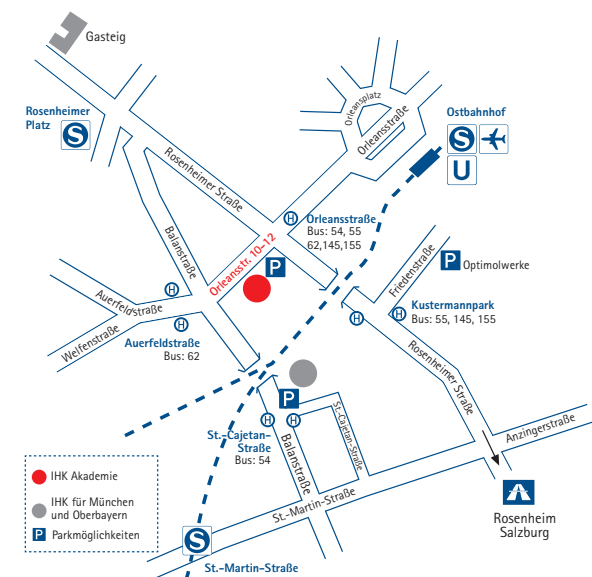 Gasteig
Rosenheimer
Platz
S
Orleansplatz
Orleansstraße
Ostbahnhof
S
U
Rosenheimer Straße
H
Orleansstraße
Bus: 54, 55
62,145,155
Balanstraße
Orleansstr. 10–12
P
Friedenstraße
P
Optimolwerke
H
Auerfeldstraße
H
Welfenstraße
Auerfeldstraße
Bus: 62
H
H
Kustermannpark
Bus: 55, 145, 155
Rosenheimer Straße
P
H
H
St.-Cajetan-
Straße
Bus: 54
Balanstraße
St.-Cajetan-Straße
Anzingerstraße
St.-Martin-Straße
IHK Akademie
IHK für München
und Oberbayern
P
Parkmöglichkeiten
S
St.-Martin-Straße
Rosenheim
Salzburg